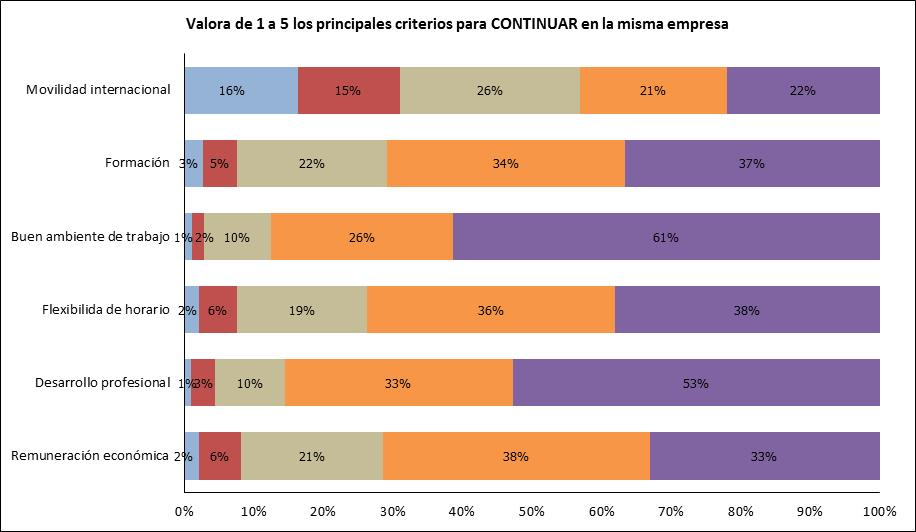 Valora de 1 a 5 los principales criterios para CONTINUAR en la misma empresa
Movilidad internacional 16% 15% 26% 21% 22%
Formación 3% 5% 22% 34% 37%
Buen ambiente de trabajo 1% 2% 10% 26% 61%
Flexibilida de horario 2% 6% 19% 36% 38%
Desarrollo profesional 1% 3% 10% 33% 53%
Remuneración económica 2% 6% 21% 38% 33%
0% 10% 20% 30% 40% 50% 60% 70% 80% 90% 100%